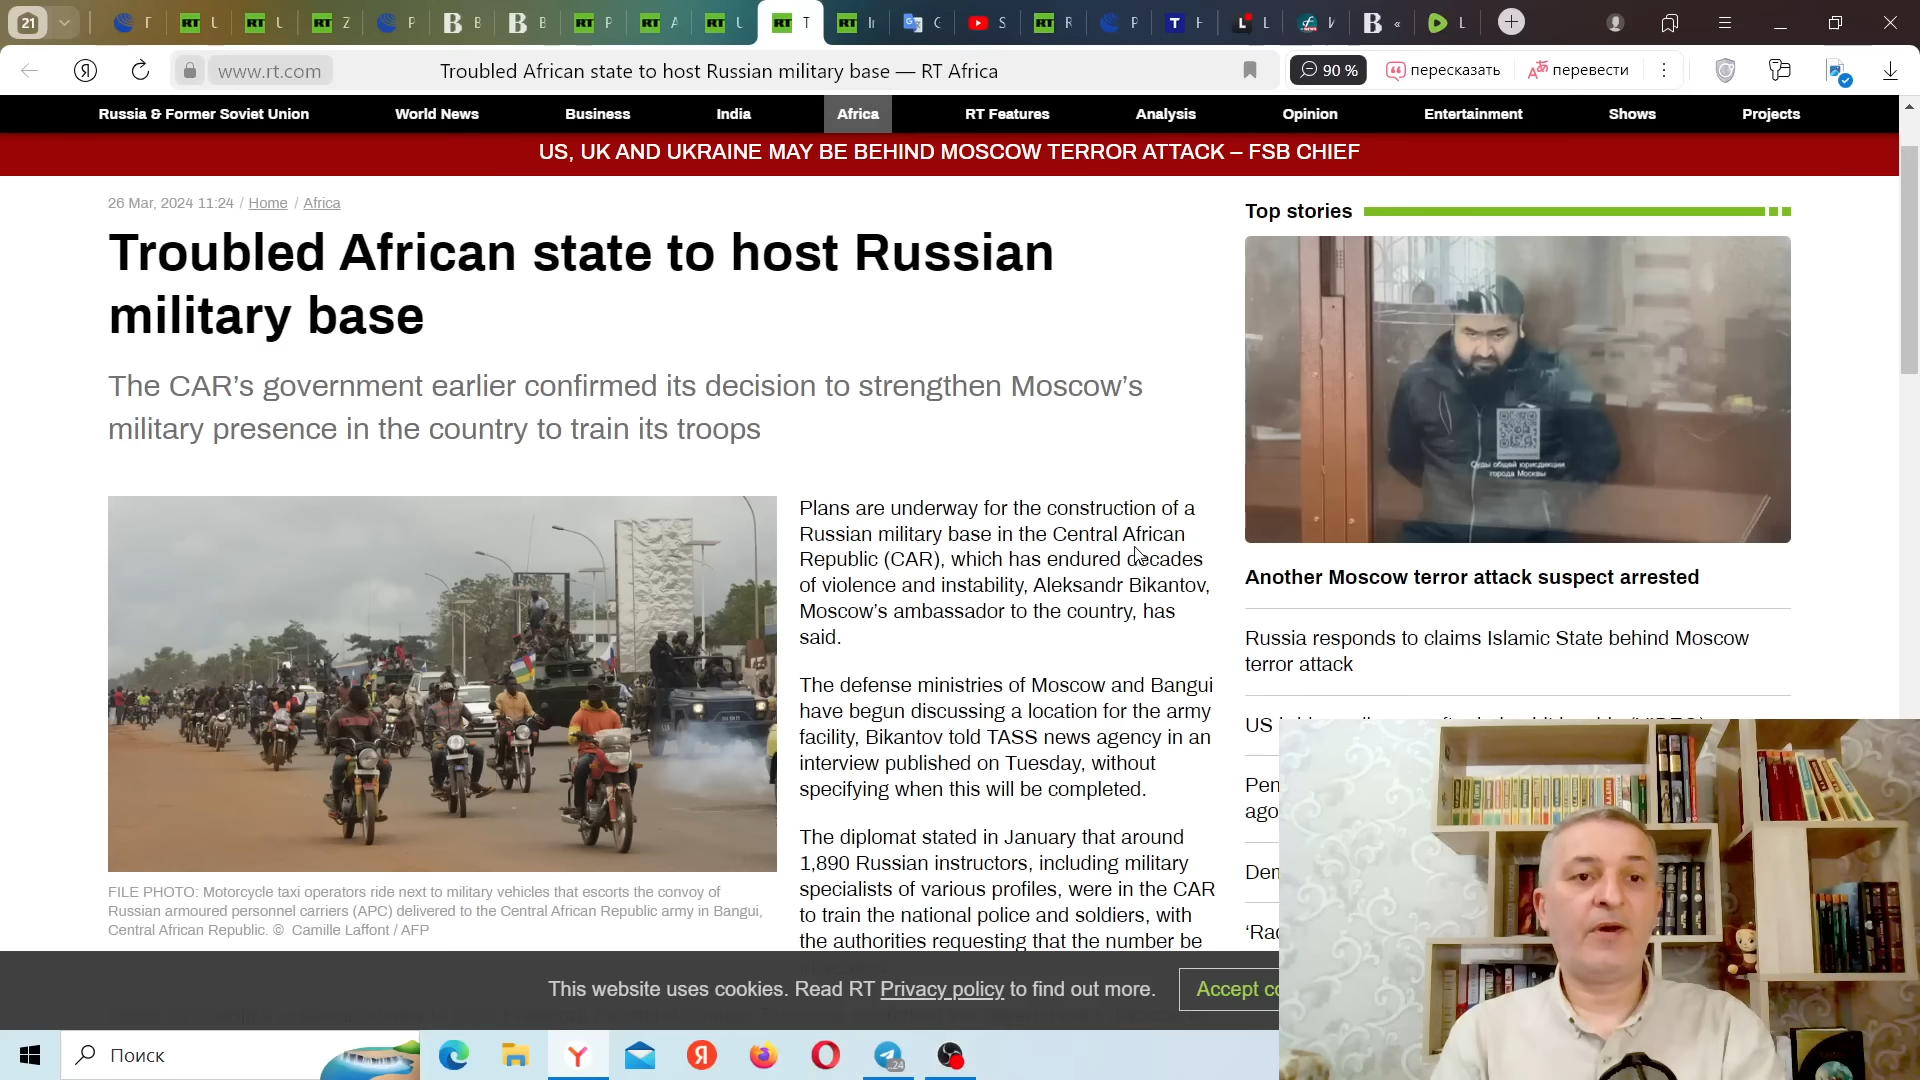 21
www.rt.com
Troubled African state to host Russian military base — RT Africa
90 %
пересказать
перевести
Russia & Former Soviet Union
World News
Business
India
Africa
RT Features
Analysis
Opinion
Entertainment
Shows
Projects
US, UK AND UKRAINE MAY BE BEHIND MOSCOW TERROR ATTACK – FSB CHIEF
26 Mar, 2024 11:24 / Home / Africa
Troubled African state to host Russian
military base
The CAR’s government earlier confirmed its decision to strengthen Moscow’s
military presence in the country to train its troops
FILE PHOTO: Motorcycle taxi operators ride next to military vehicles that escorts the convoy of
Russian armoured personnel carriers (APC) delivered to the Central African Republic army in Bangui,
Central African Republic. © Camille Laffont / AFP
Plans are underway for the construction of a
Russian military base in the Central African
Republic (CAR), which has endured decades
of violence and instability, Aleksandr Bikantov,
Moscow’s ambassador to the country, has
said.
The defense ministries of Moscow and Bangui
have begun discussing a location for the army
facility, Bikantov told TASS news agency in an
interview published on Tuesday, without
specifying when this will be completed.
The diplomat stated in January that around
1,890 Russian instructors, including military
specialists of various profiles, were in the CAR
to train the national police and soldiers, with
the authorities requesting that the number be
Top stories
Суды общей юрисдикции
города Москвы
Another Moscow terror attack suspect arrested
Russia responds to claims Islamic State behind Moscow
terror attack
US
ago
This website uses cookies. Read RT Privacy policy to find out more.
Accept
Поиск
24